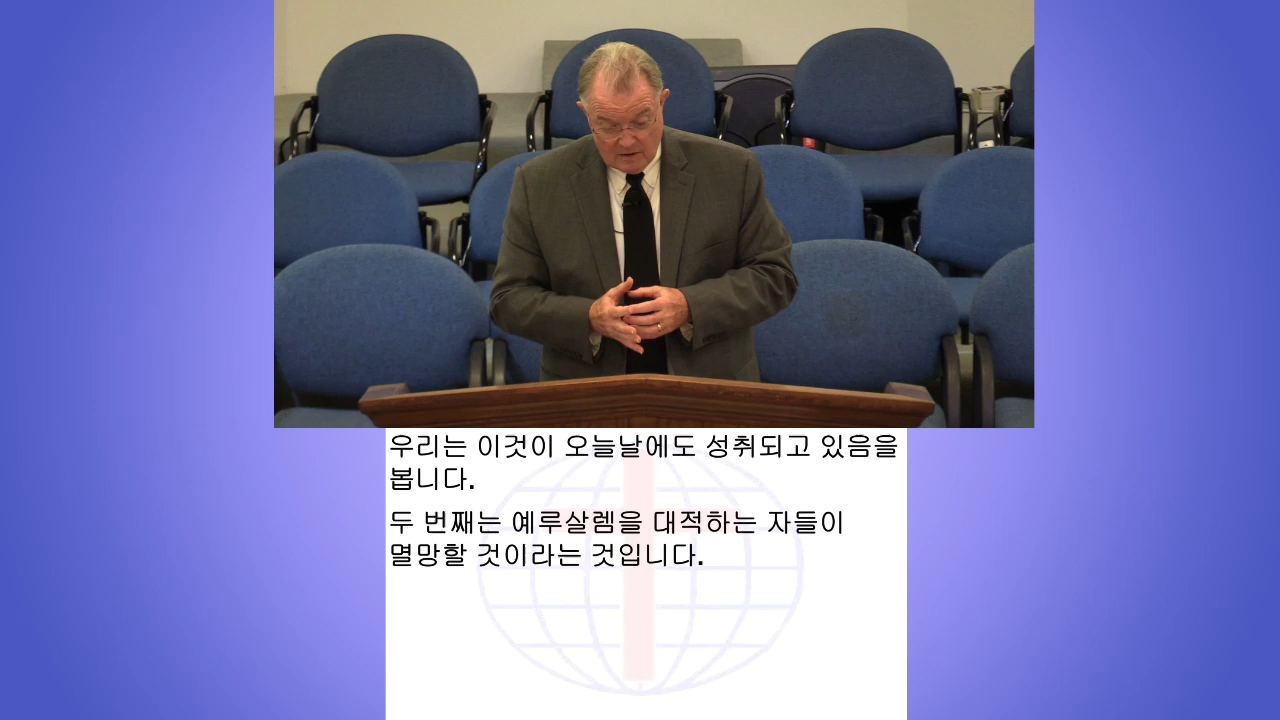 우리는 이것이 오늘날에도 성취되고 있음을
봅니다.
두 번째는 예루살렘을 대적하는 자들이
멸망할 것이라는 것입니다.